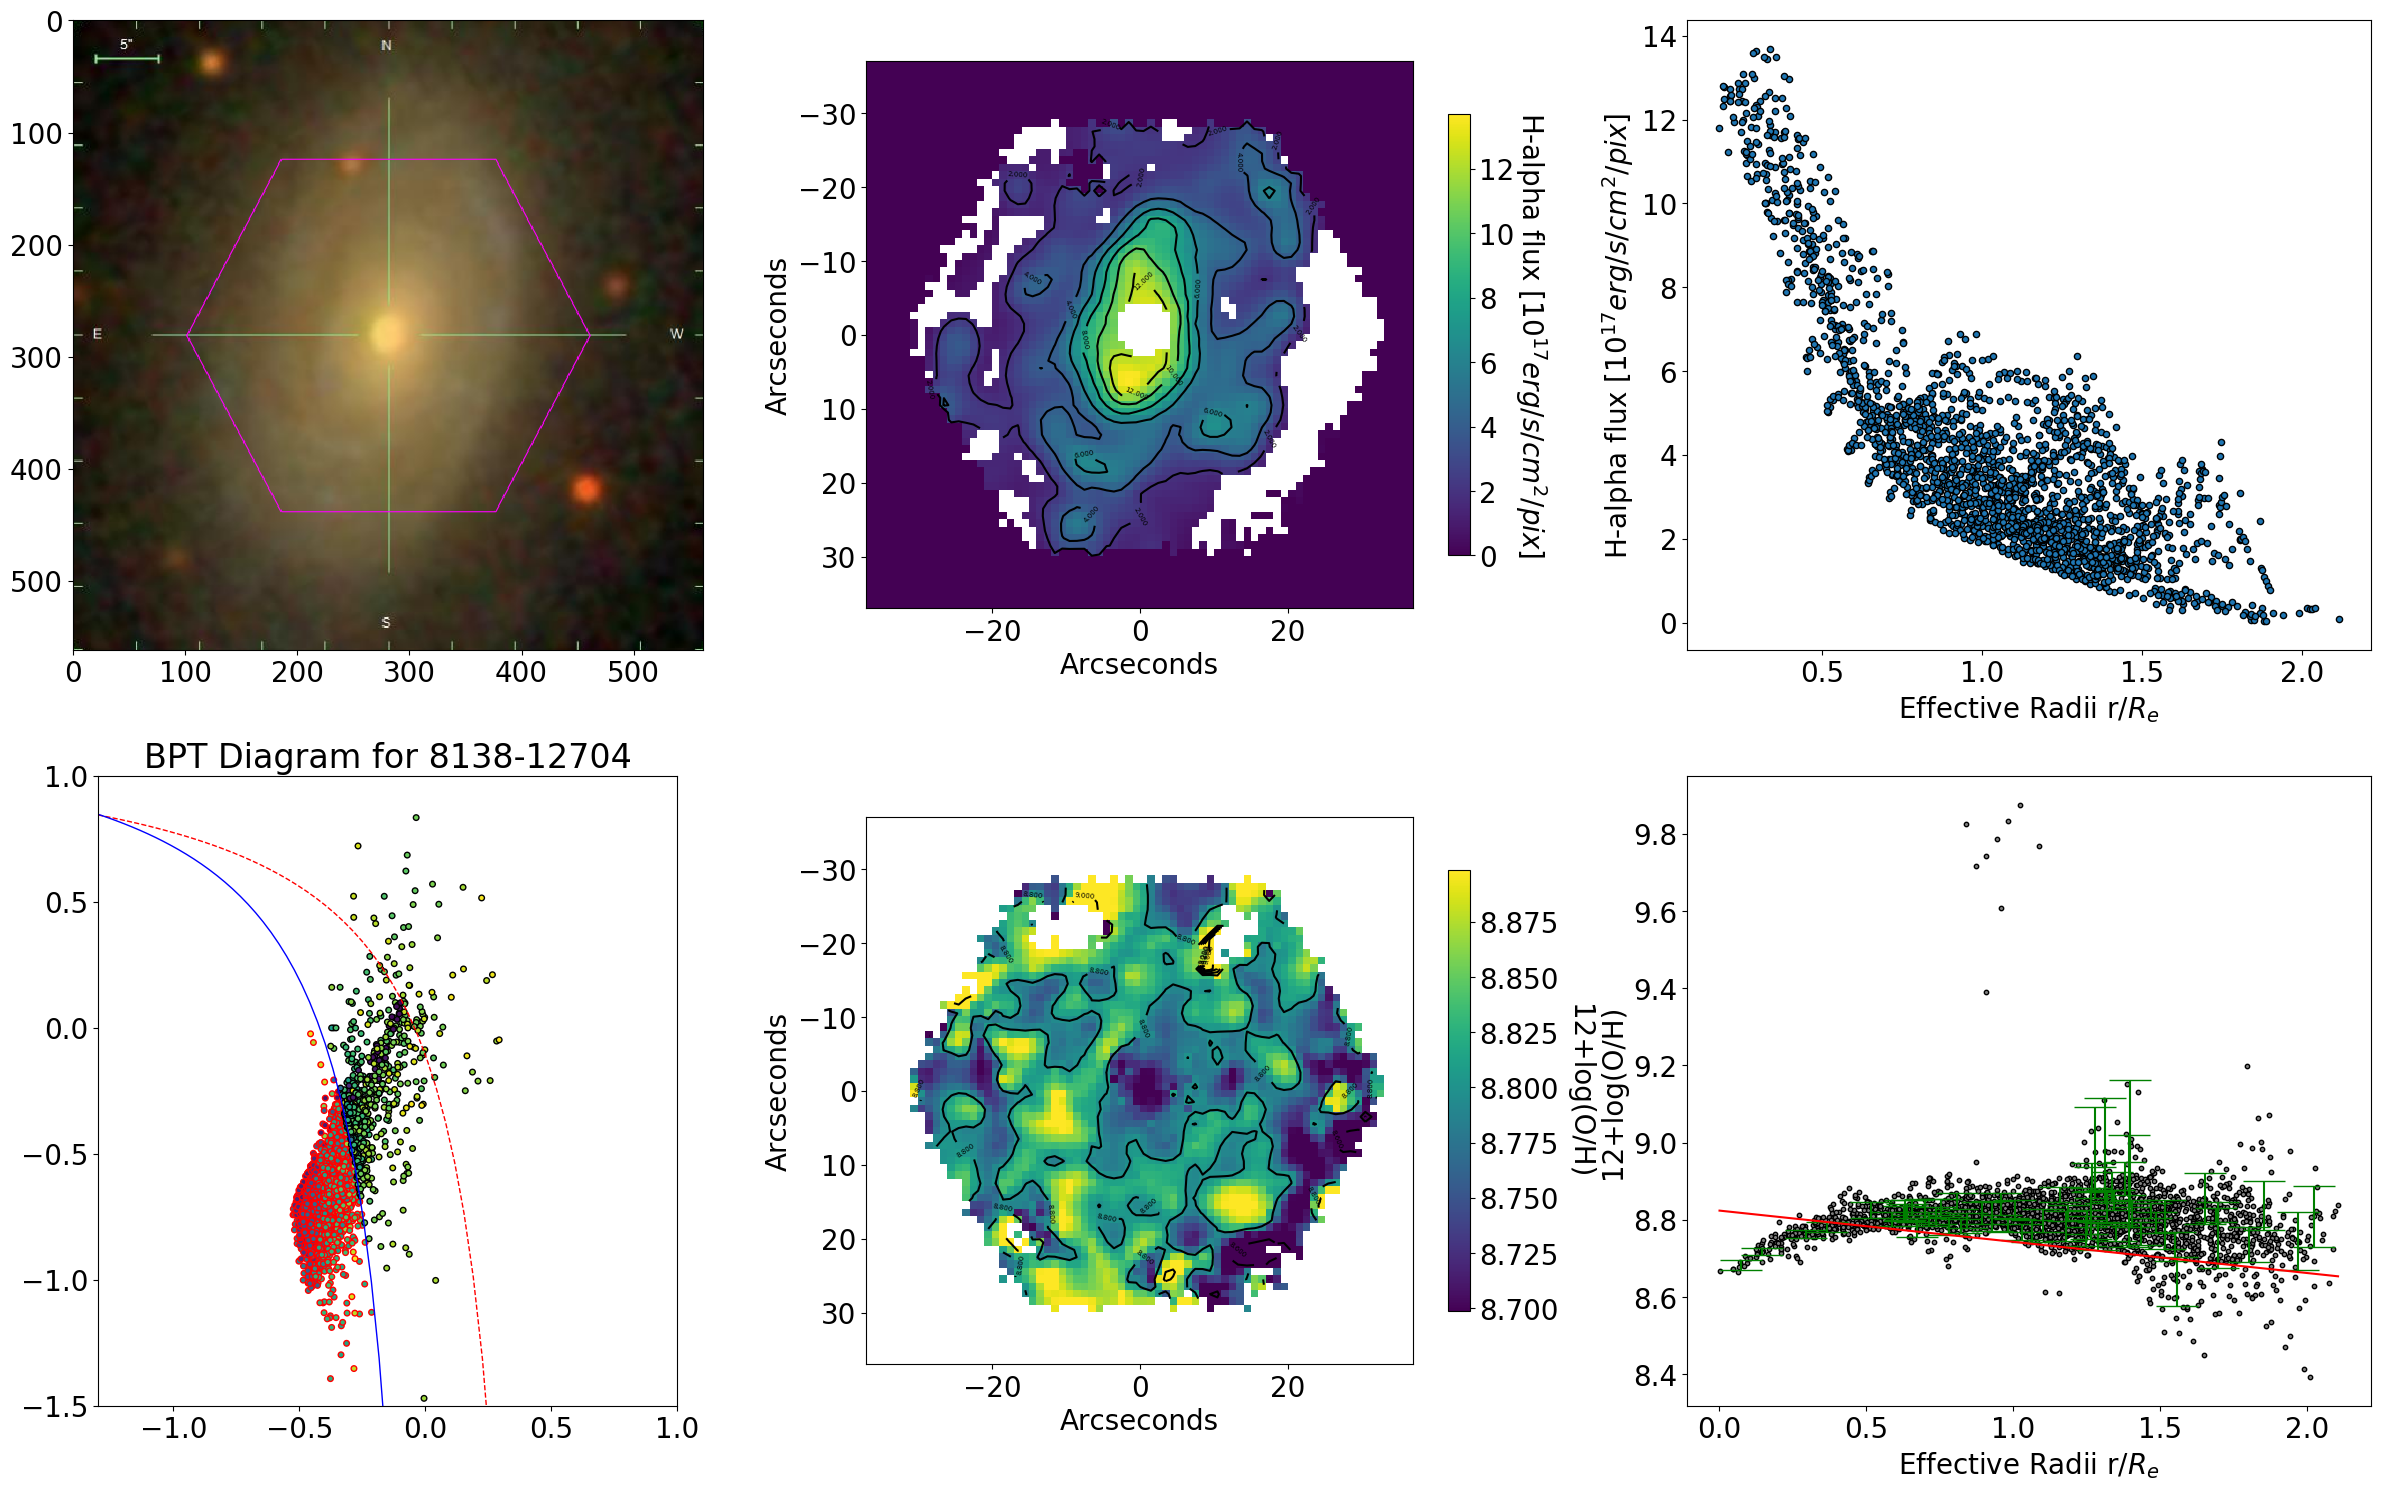 0
100
200
300
400
500
0 100 200 300 400 500
5"
N
E
W
S
−30
−20
−10
0
10
20
30
−20 0 20
Arcseconds
Arcseconds
12
10
8
6
4
2
0
H-alpha flux [10^17 erg/s/cm^2/pix]
14
12
10
8
6
4
2
0
H-alpha flux [10^17 erg/s/cm^2/pix]
0.5 1.0 1.5 2.0
Effective Radii r/R_e
BPT Diagram for 8138-12704
1.0
0.5
0.0
−0.5
−1.0
−1.5
−1.0 −0.5 0.0 0.5 1.0
−30
−20
−10
0
10
20
30
−20 0 20
Arcseconds
Arcseconds
8.875
8.850
8.825
8.800
8.775
8.750
8.725
8.700
12+log(O/H)
12+log(O/H)
9.8
9.6
9.4
9.2
9.0
8.8
8.6
8.4
0.0 0.5 1.0 1.5 2.0
Effective Radii r/R_e